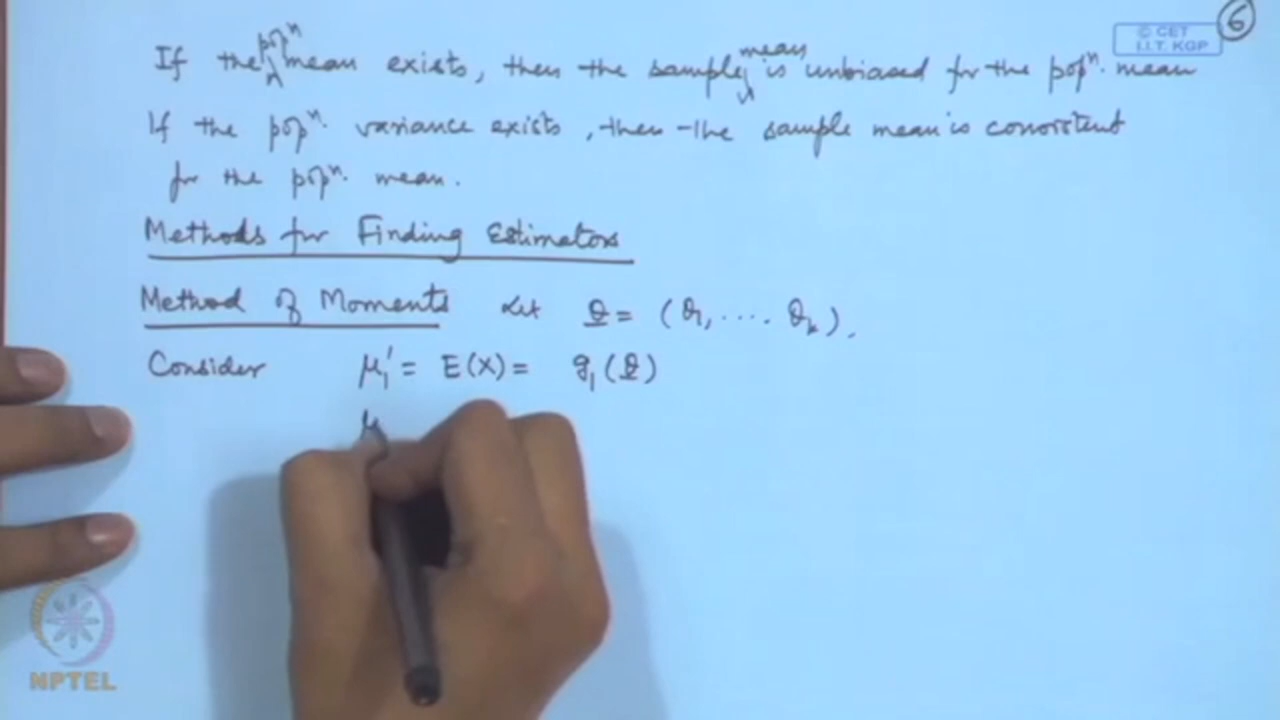 6
© CET
I.I.T. KGP
If the popⁿ mean exists, then the sample mean is unbiased for the popⁿ. mean
If the popⁿ. variance exists, then the sample mean is consistent
for the popⁿ. mean.
Methods for Finding Estimators
Method of Moments Let θ = (θ₁, .... θₖ).
Consider μ₁' = E(X) = g₁(θ)
μ
NPTEL